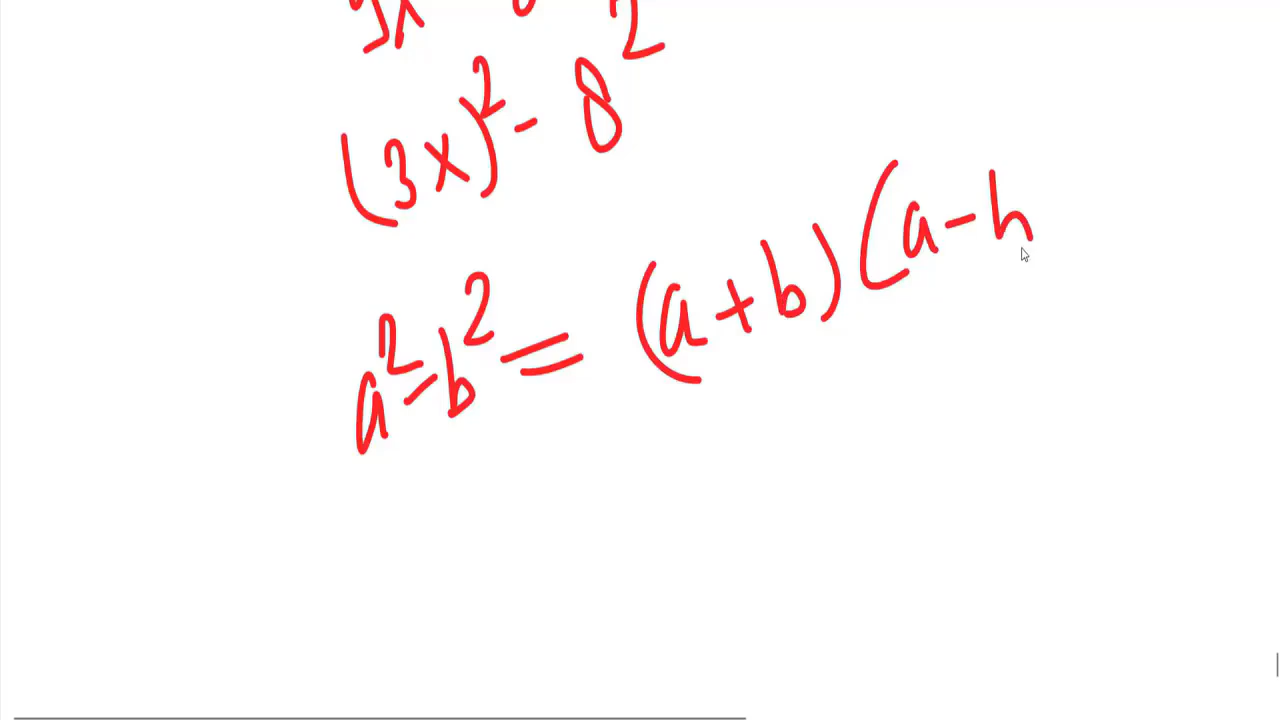 (3x)² - 8²
a² - b² = (a + b) (a - b